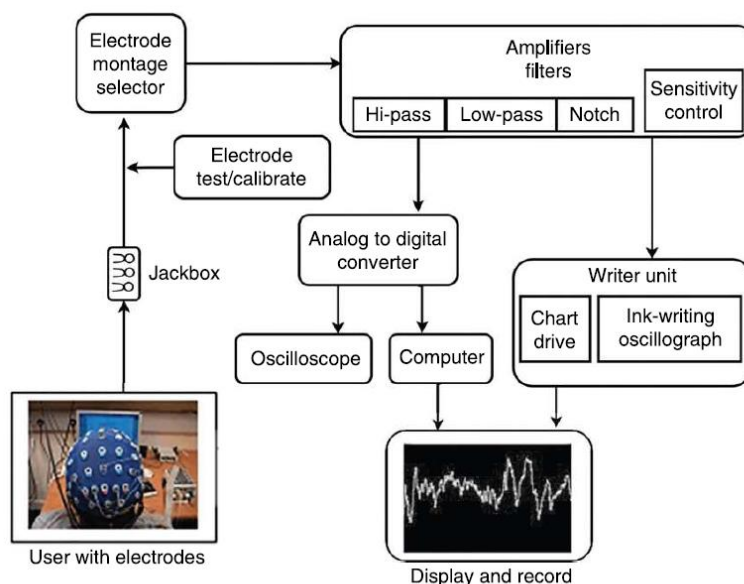 Electrode
montage
selector
Amplifiers
filters
Hi-pass
Low-pass
Notch
Sensitivity
control
Electrode
test/calibrate
Jackbox
Analog to digital
converter
Oscilloscope
Computer
Writer unit
Chart
drive
Ink-writing
oscillograph
User with electrodes
Display and record